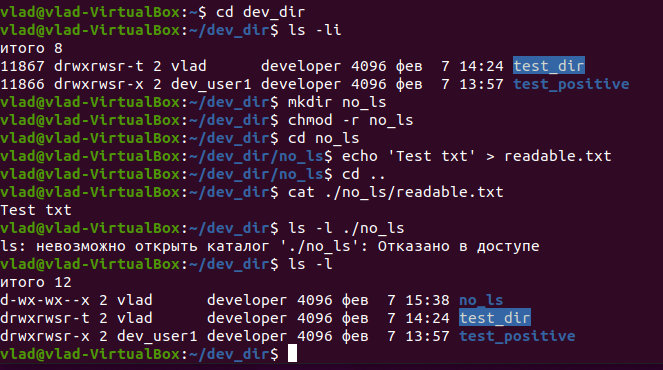 vlad@vlad-VirtualBox:~$ cd dev_dir
vlad@vlad-VirtualBox:~/dev_dir$ ls -li
итого 8
11867 drwxrwsr-t 2 vlad      developer 4096 фев  7 14:24 test_dir
11866 drwxrwsr-x 2 dev_user1 developer 4096 фев  7 13:57 test_positive
vlad@vlad-VirtualBox:~/dev_dir$ mkdir no_ls
vlad@vlad-VirtualBox:~/dev_dir$ chmod -r no_ls
vlad@vlad-VirtualBox:~/dev_dir$ cd no_ls
vlad@vlad-VirtualBox:~/dev_dir/no_ls$ echo 'Test txt' > readable.txt
vlad@vlad-VirtualBox:~/dev_dir/no_ls$ cd ..
vlad@vlad-VirtualBox:~/dev_dir$ cat ./no_ls/readable.txt
Test txt
vlad@vlad-VirtualBox:~/dev_dir$ ls -l ./no_ls
ls: невозможно открыть каталог './no_ls': Отказано в доступе
vlad@vlad-VirtualBox:~/dev_dir$ ls -l
итого 12
d-wx-wx--x 2 vlad      developer 4096 фев  7 15:38 no_ls
drwxrwsr-t 2 vlad      developer 4096 фев  7 14:24 test_dir
drwxrwsr-x 2 dev_user1 developer 4096 фев  7 13:57 test_positive
vlad@vlad-VirtualBox:~/dev_dir$